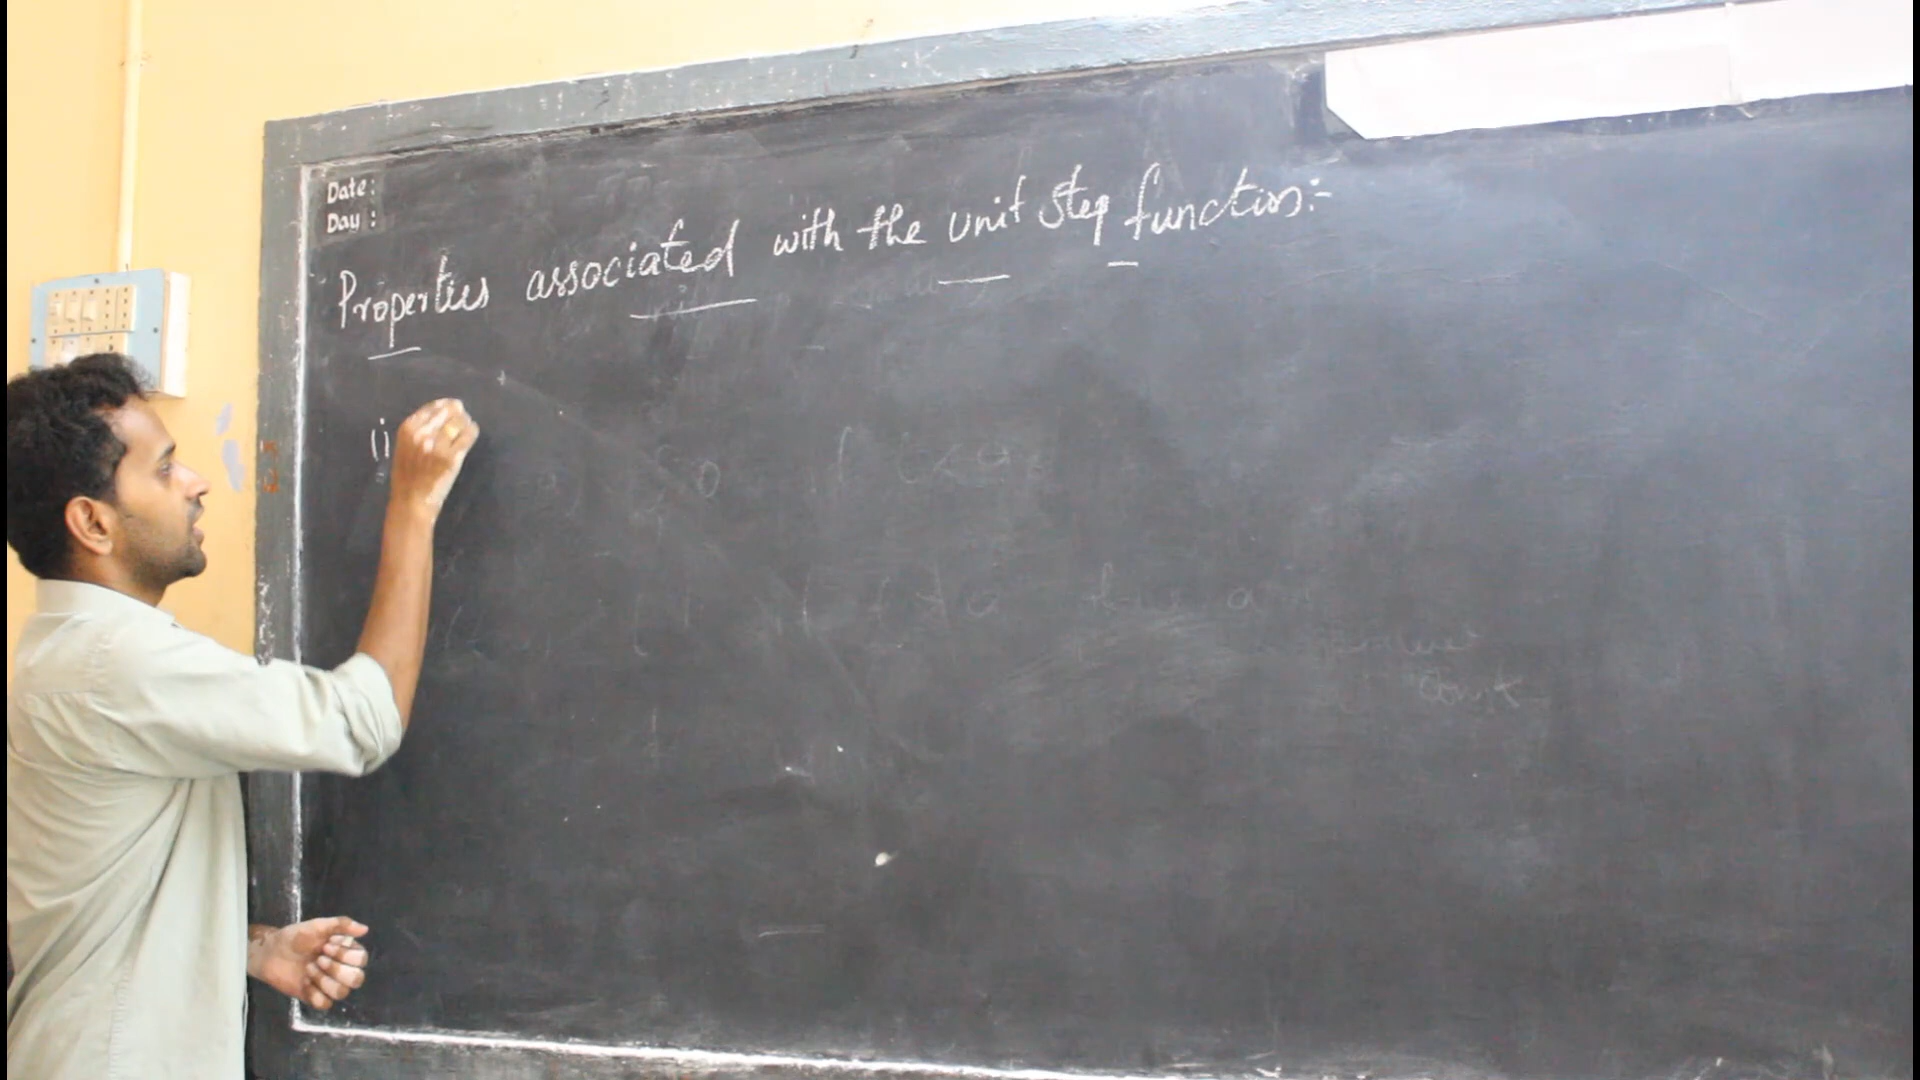 Date:
Day:
Properties associated with the unit step function:-
(i